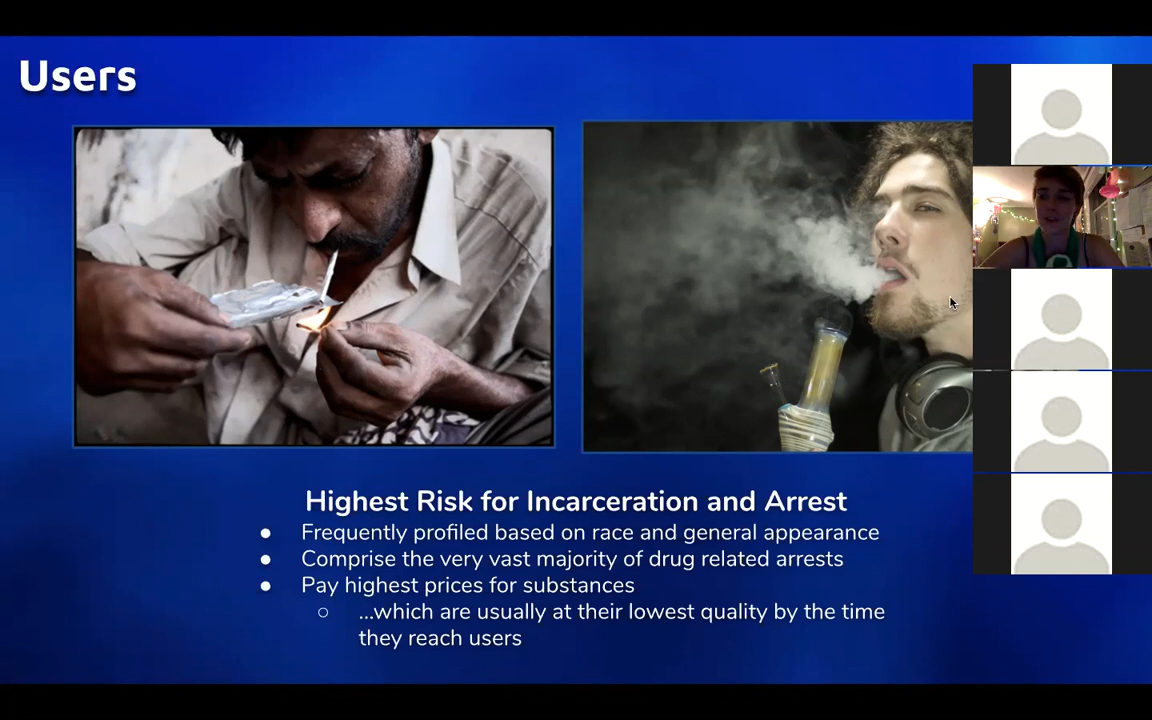 Users
Highest Risk for Incarceration and Arrest
● Frequently profiled based on race and general appearance
● Comprise the very vast majority of drug related arrests
● Pay highest prices for substances
○ ...which are usually at their lowest quality by the time
they reach users